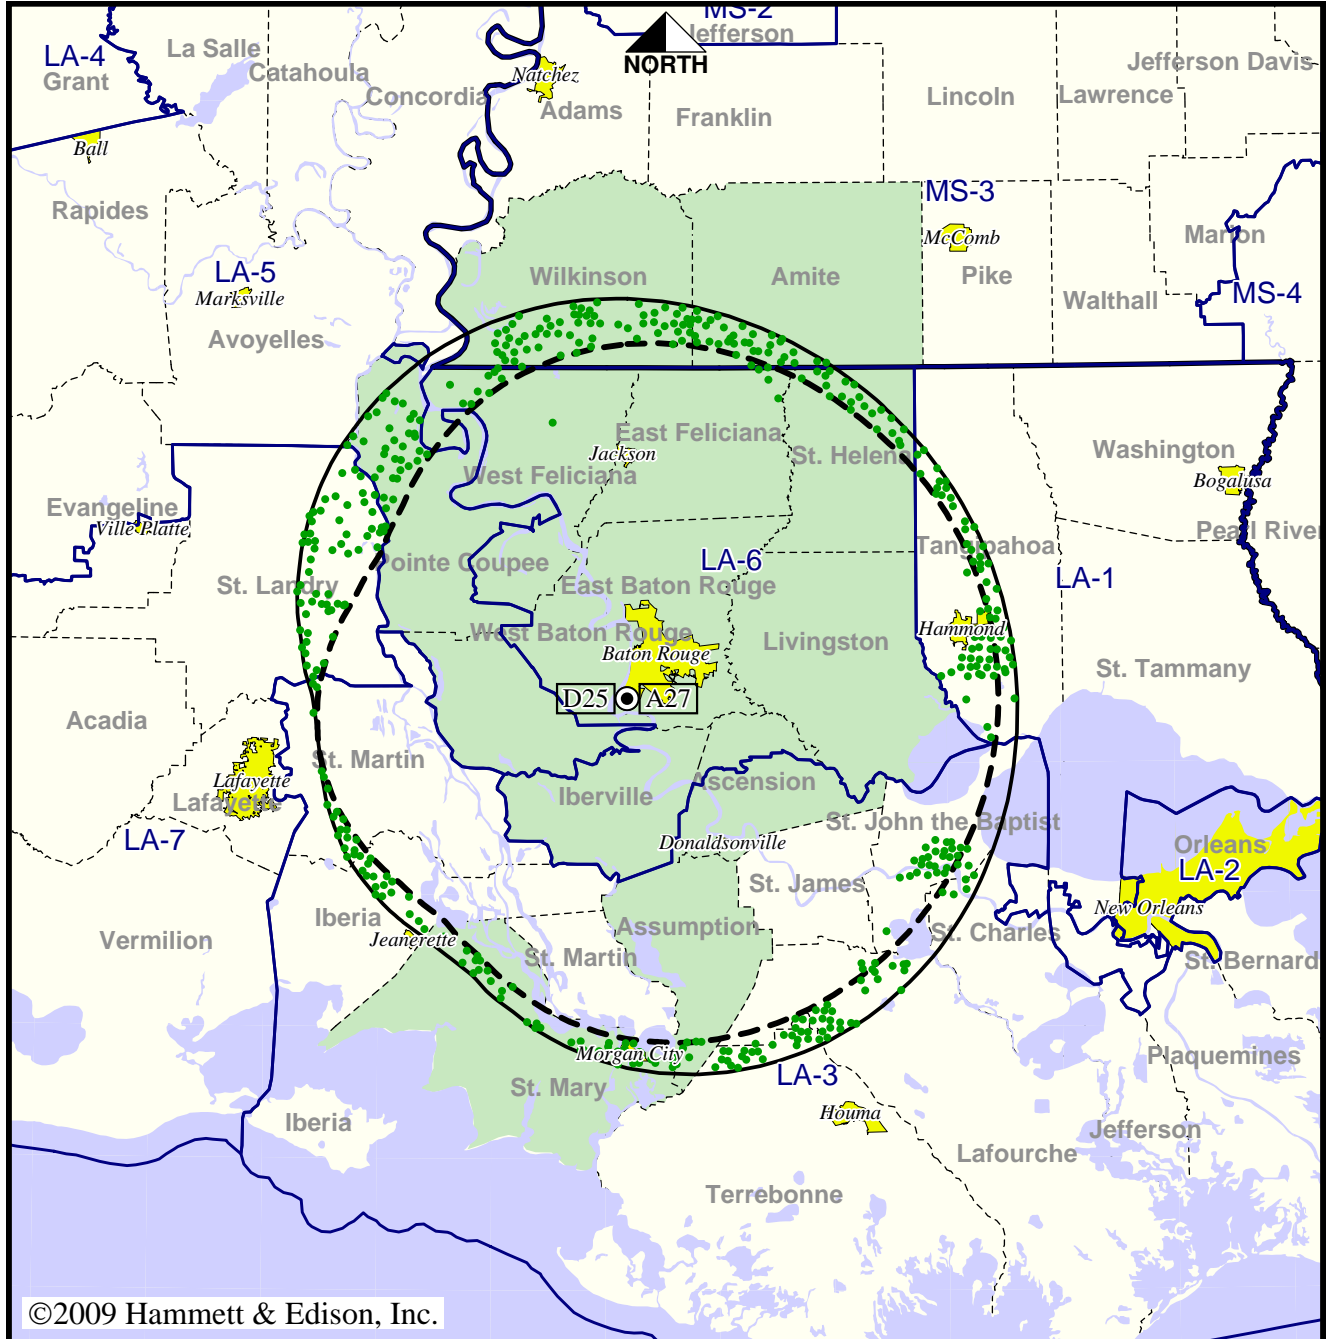 MS-2
Jefferson
LA-4
La Salle
Grant
Catahoula
NORTH
Natchez
Jefferson Davis
Concordia
Adams
Franklin
Lincoln
Lawrence
Ball
Rapides
MS-3
McComb
Marion
LA-5
Marksville
Wilkinson
Amite
Pike
Walthall
MS-4
Avoyelles
East Feliciana
Jackson
St. Helena
Washington
West Feliciana
Bogalusa
Evangeline
Ville Platte
Pearl River
Tangipahoa
Pointe Coupee
LA-6
St. Landry
East Baton Rouge
LA-1
West Baton Rouge
Hammond
Baton Rouge
Livingston
St. Tammany
D25
A27
Acadia
St. Martin
Lafayette
Lafayette
Iberville
Ascension
St. John the Baptist
LA-7
Donaldsonville
Orleans
LA-2
St. James
New Orleans
Iberia
Assumption
St. Charles
Vermilion
Jeanerette
St. Martin
St. Bernard
Morgan City
Plaquemines
LA-3
St. Mary
Houma
Iberia
Jefferson
Lafourche
Terrebonne
©2009 Hammett & Edison, Inc.